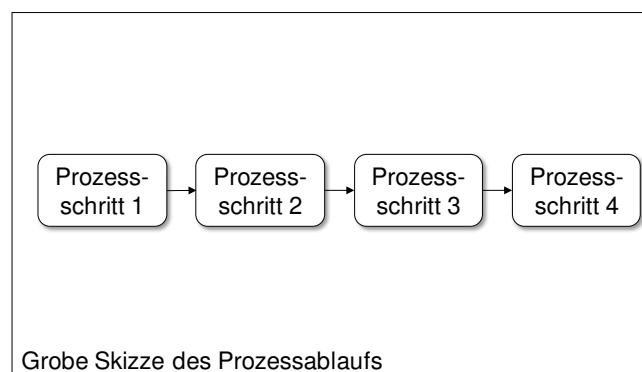 Prozess-
schritt 1
Prozess-
schritt 2
Prozess-
schritt 3
Prozess-
schritt 4
Grobe Skizze des Prozessablaufs